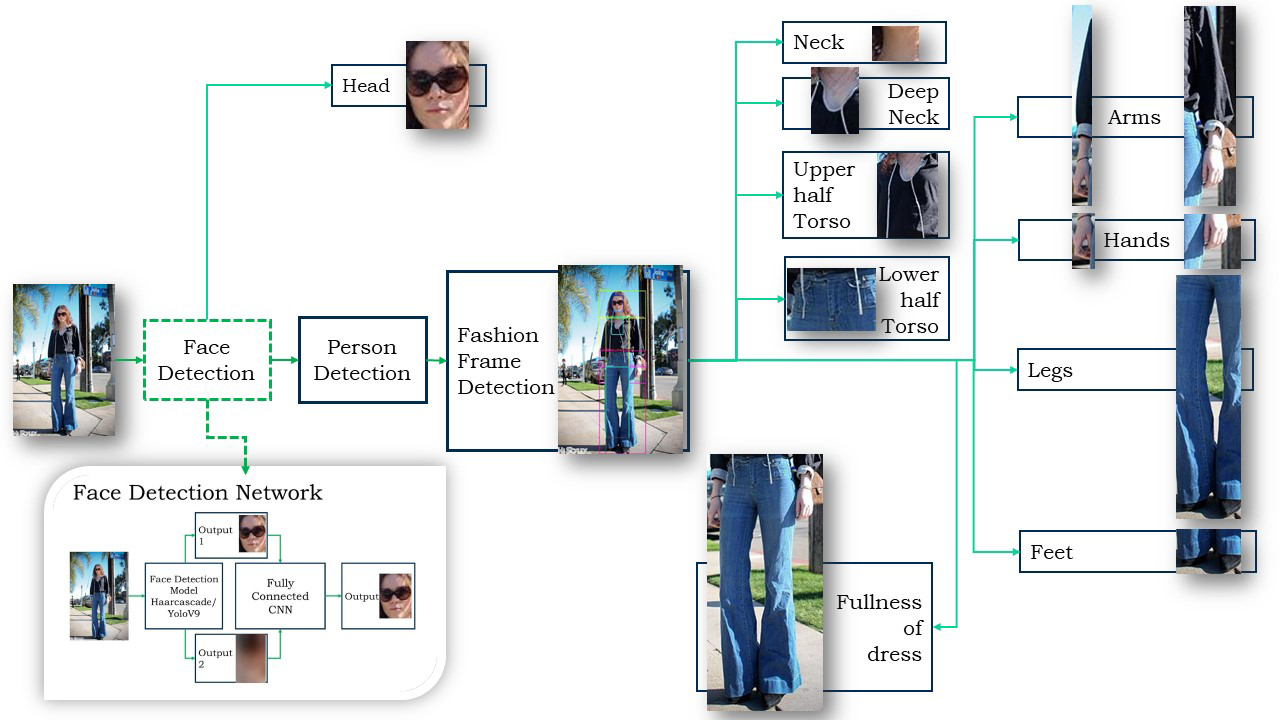 Head
Neck
Deep
Neck
Upper
half
Torso
Lower
half
Torso
Arms
Hands
Legs
Feet
Face
Detection
Person
Detection
Fashion
Frame
Detection
Fullness
of
dress
Face Detection Network
Output
1
Face Detection
Model
Haarcascade/
YoloV9
Fully
Connected
CNN
Output
Output
2